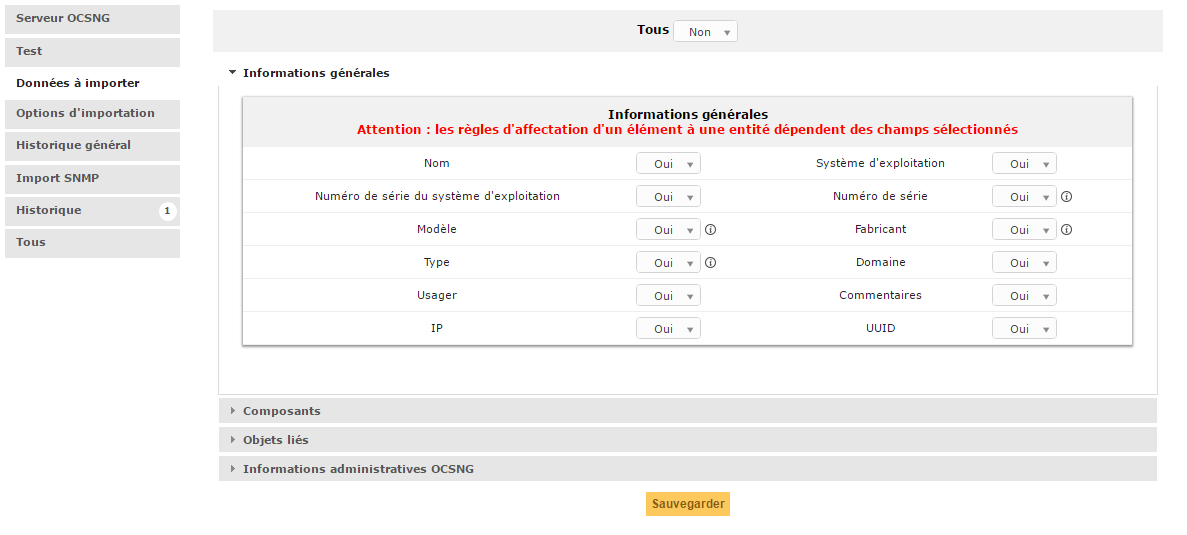 Serveur OCSNG
Test
Données à importer
Options d'importation
Historique général
Import SNMP
Historique 1
Tous
Tous Non
Informations générales
Informations générales
Attention : les règles d'affectation d'un élément à une entité dépendent des champs sélectionnés
Nom Oui Système d'exploitation Oui
Numéro de série du système d'exploitation Oui Numéro de série Oui
Modèle Oui Fabricant Oui
Type Oui Domaine Oui
Usager Oui Commentaires Oui
IP Oui UUID Oui
Composants
Objets liés
Informations administratives OCSNG
Sauvegarder